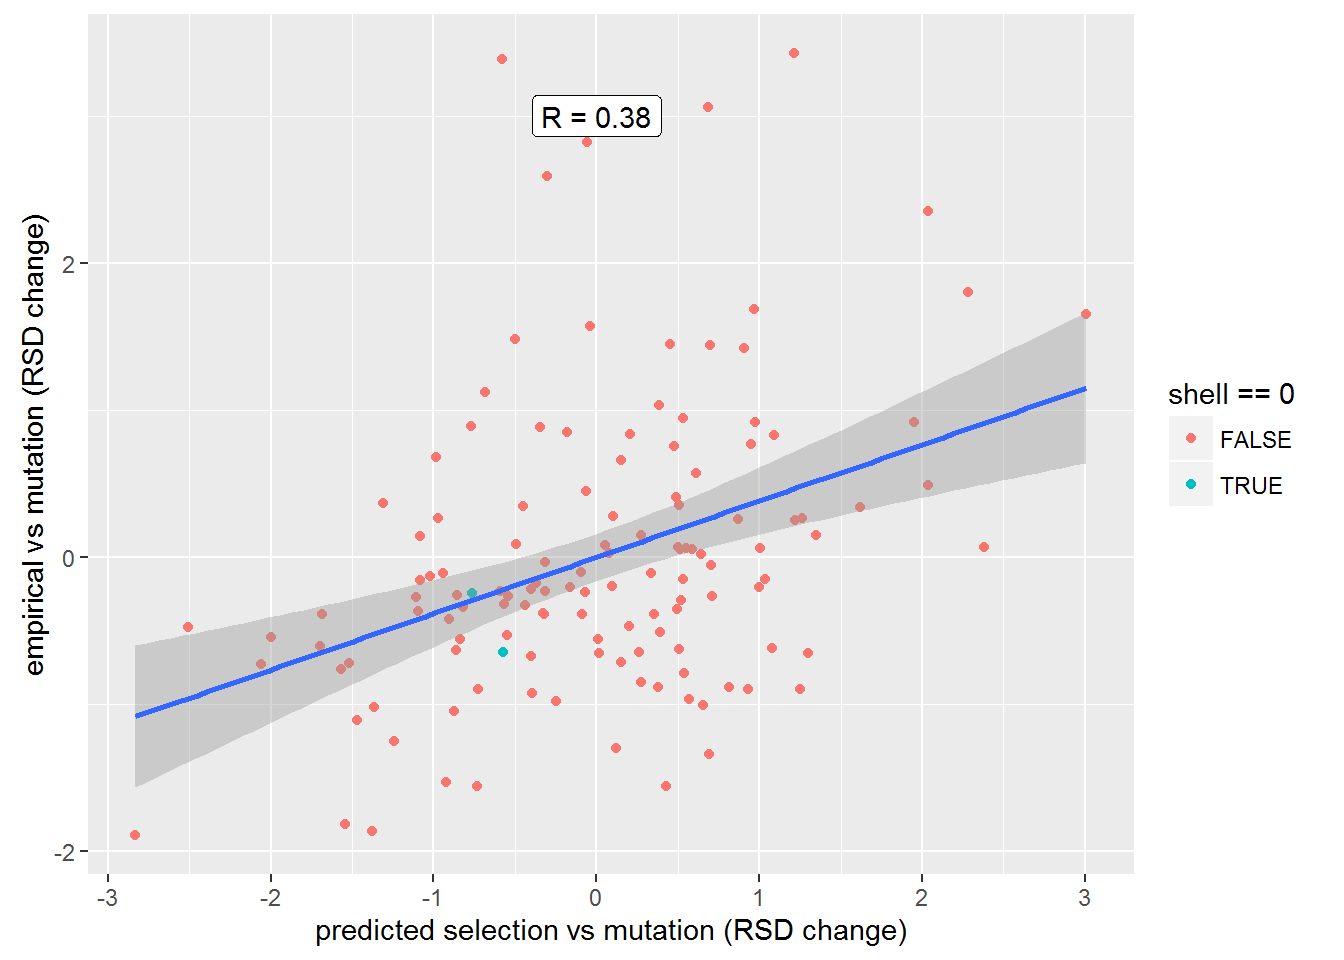 R = 0.38
2
0
-2
-3 -2 -1 0 1 2 3
predicted selection vs mutation (RSD change)
empirical vs mutation (RSD change)
shell == 0
FALSE
TRUE